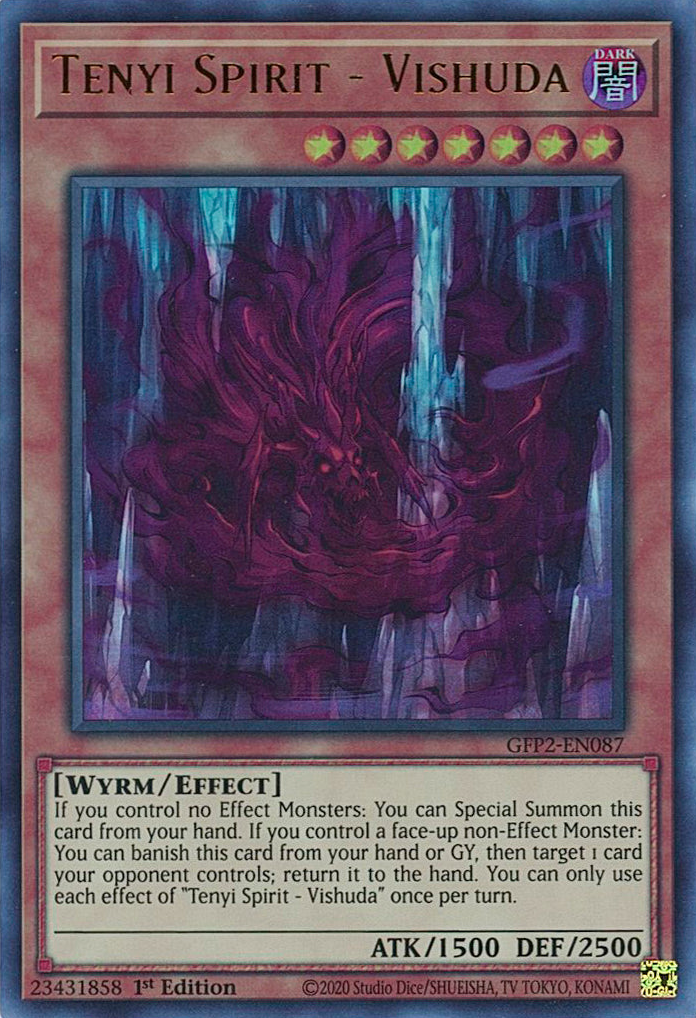 TENYI SPIRIT - VISHUDA
DARK
闇
GFP2-EN087
[WYRM/EFFECT]
If you control no Effect Monsters: You can Special Summon this
card from your hand. If you control a face-up non-Effect Monster:
You can banish this card from your hand or GY, then target 1 card
your opponent controls; return it to the hand. You can only use
each effect of "Tenyi Spirit - Vishuda" once per turn.
ATK/1500 DEF/2500
23431858 1st Edition
©2020 Studio Dice/SHUEISHA, TV TOKYO, KONAMI